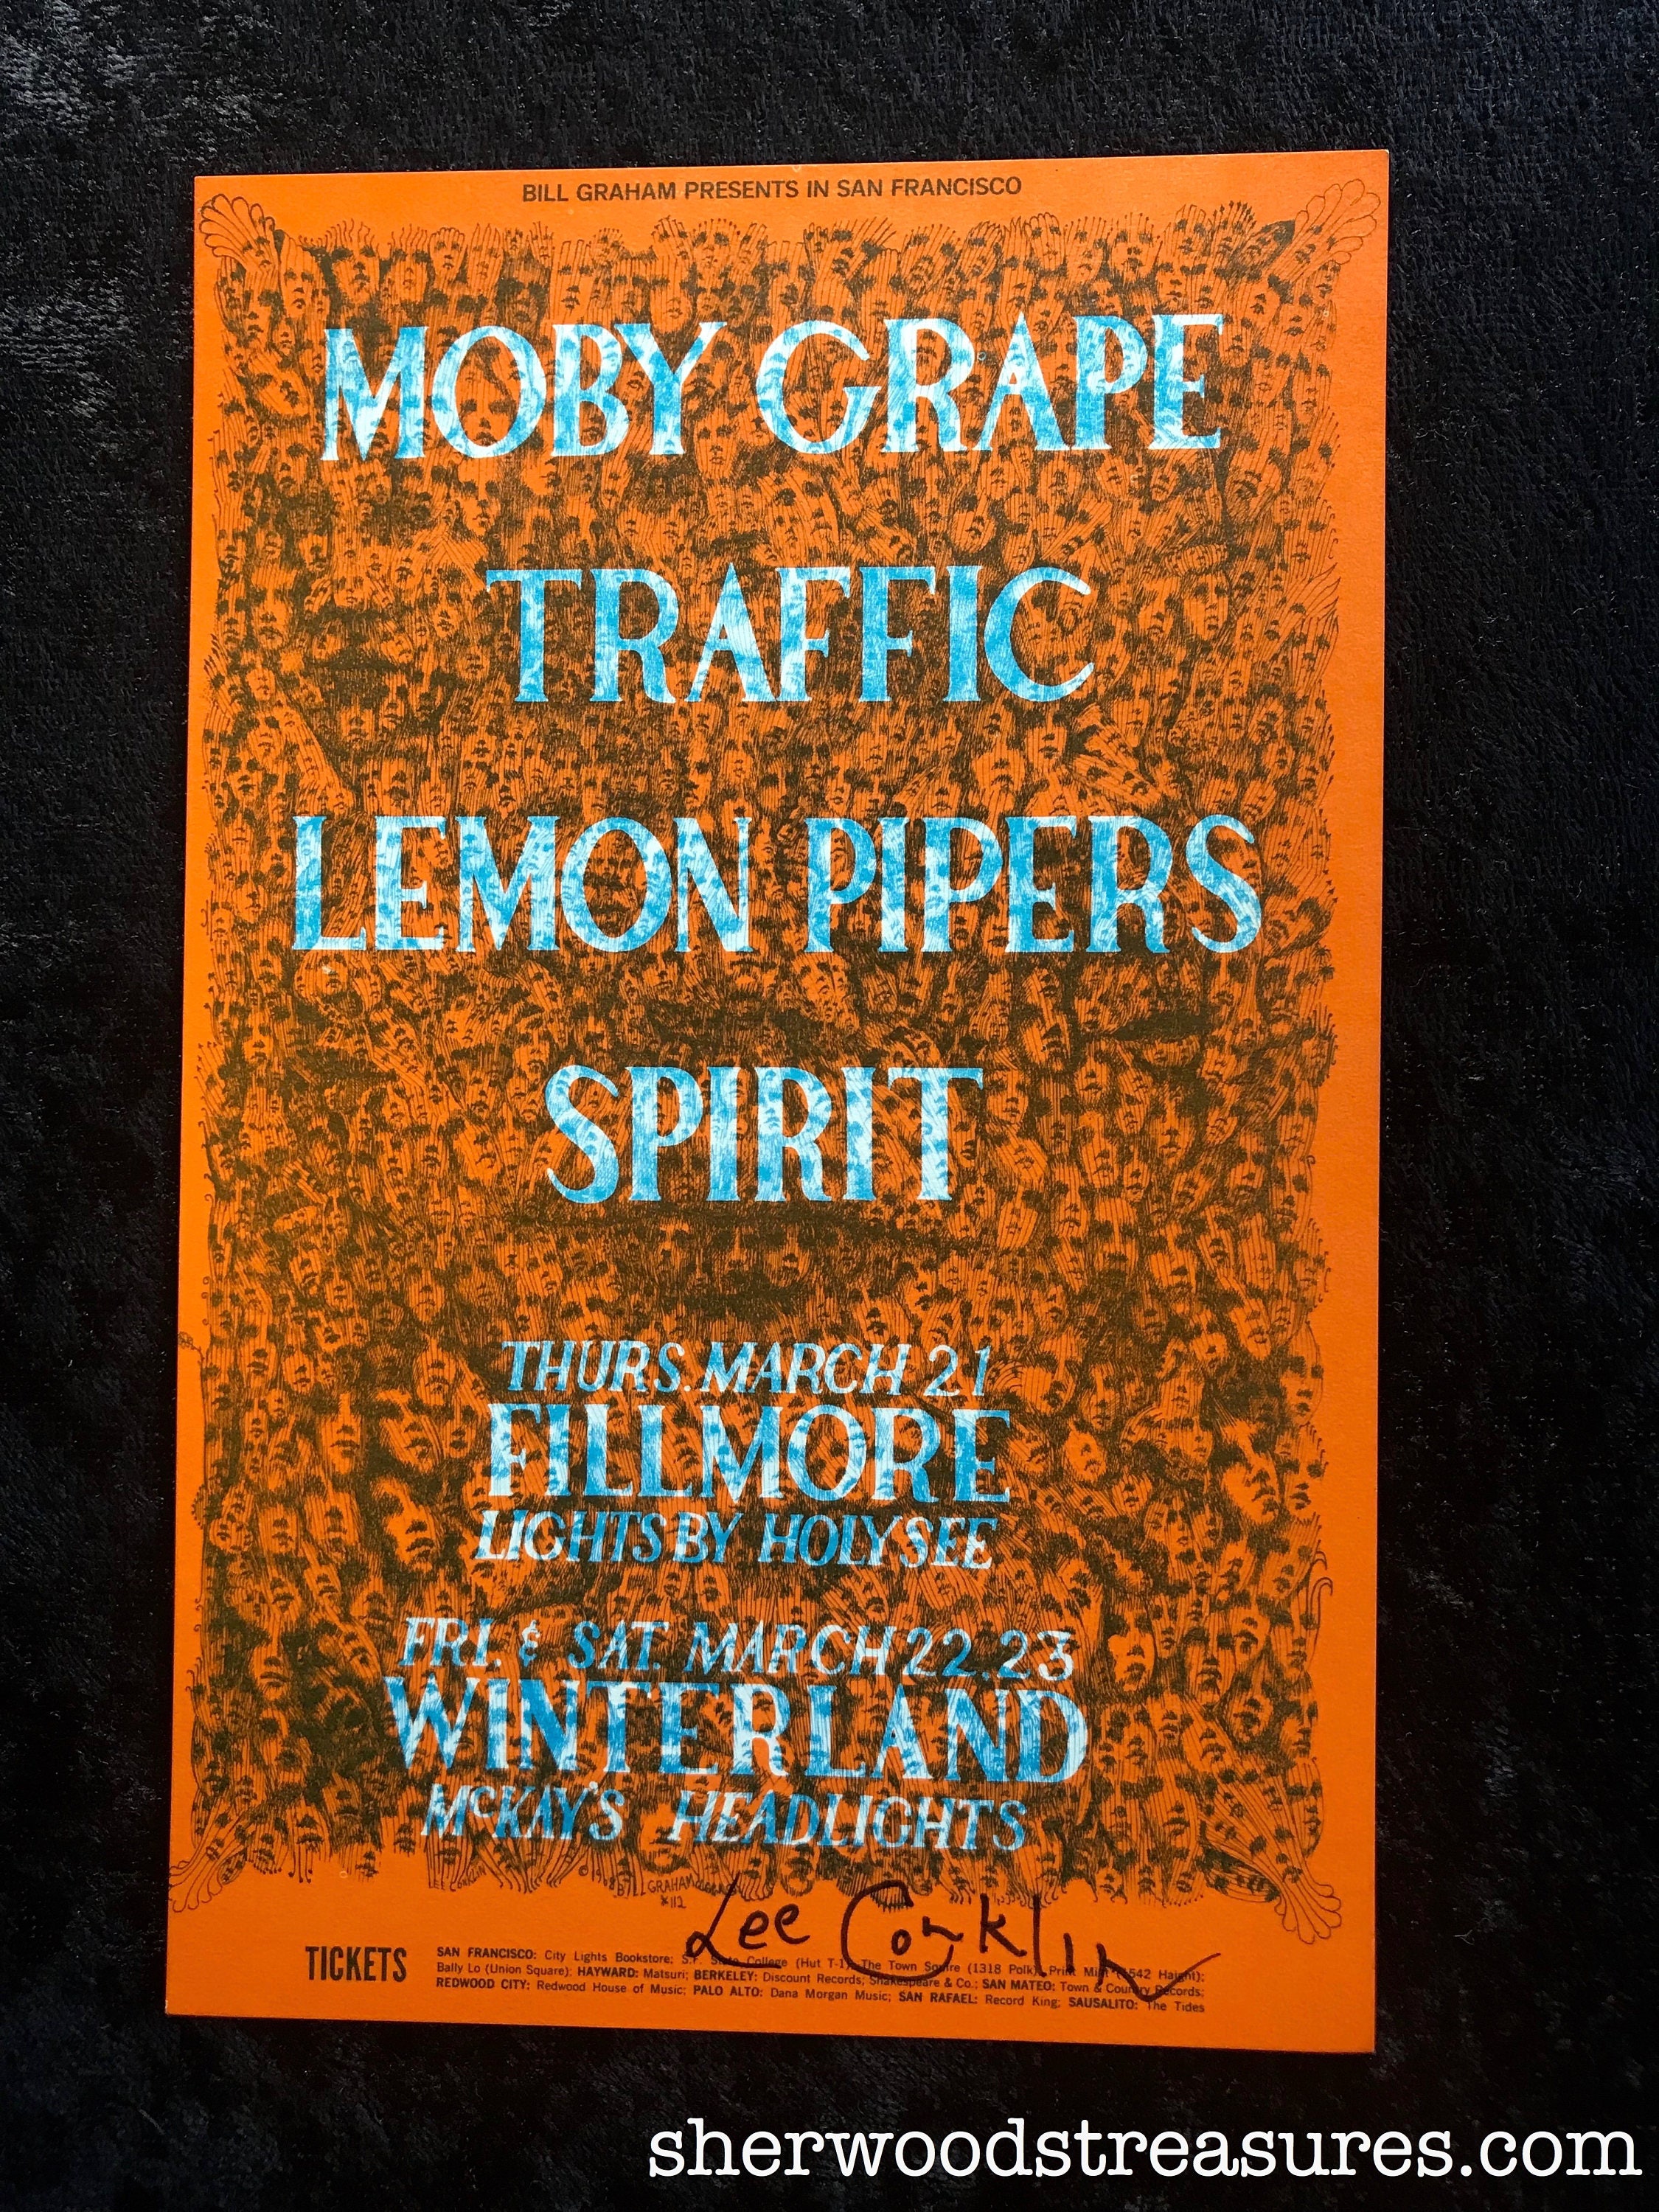 BILL GRAHAM PRESENTS IN SAN FRANCISCO
MOBY GRAPE
TRAFFIC
LEMON PIPERS
SPIRIT
THURS. MARCH 21
FILLMORE
LIGHTS BY HOLY SEE
FRI. & SAT. MARCH 22, 23
WINTERLAND
McKAY'S HEADLIGHTS
BILL GRAHAM
#112
Lee Conklin
TICKETS
SAN FRANCISCO: City Lights Bookstore; S.F. State College (Hut T-1); The Town Squire (1318 Polk); Print Mint (1542 Haight);
Bally Lo (Union Square); HAYWARD: Matsuri; BERKELEY: Discount Records; Shakespeare & Co.; SAN MATEO: Town & Country Records;
REDWOOD CITY: Redwood House of Music; PALO ALTO: Dana Morgan Music; SAN RAFAEL: Record King; SAUSALITO: The Tides
sherwoodstreasures.com